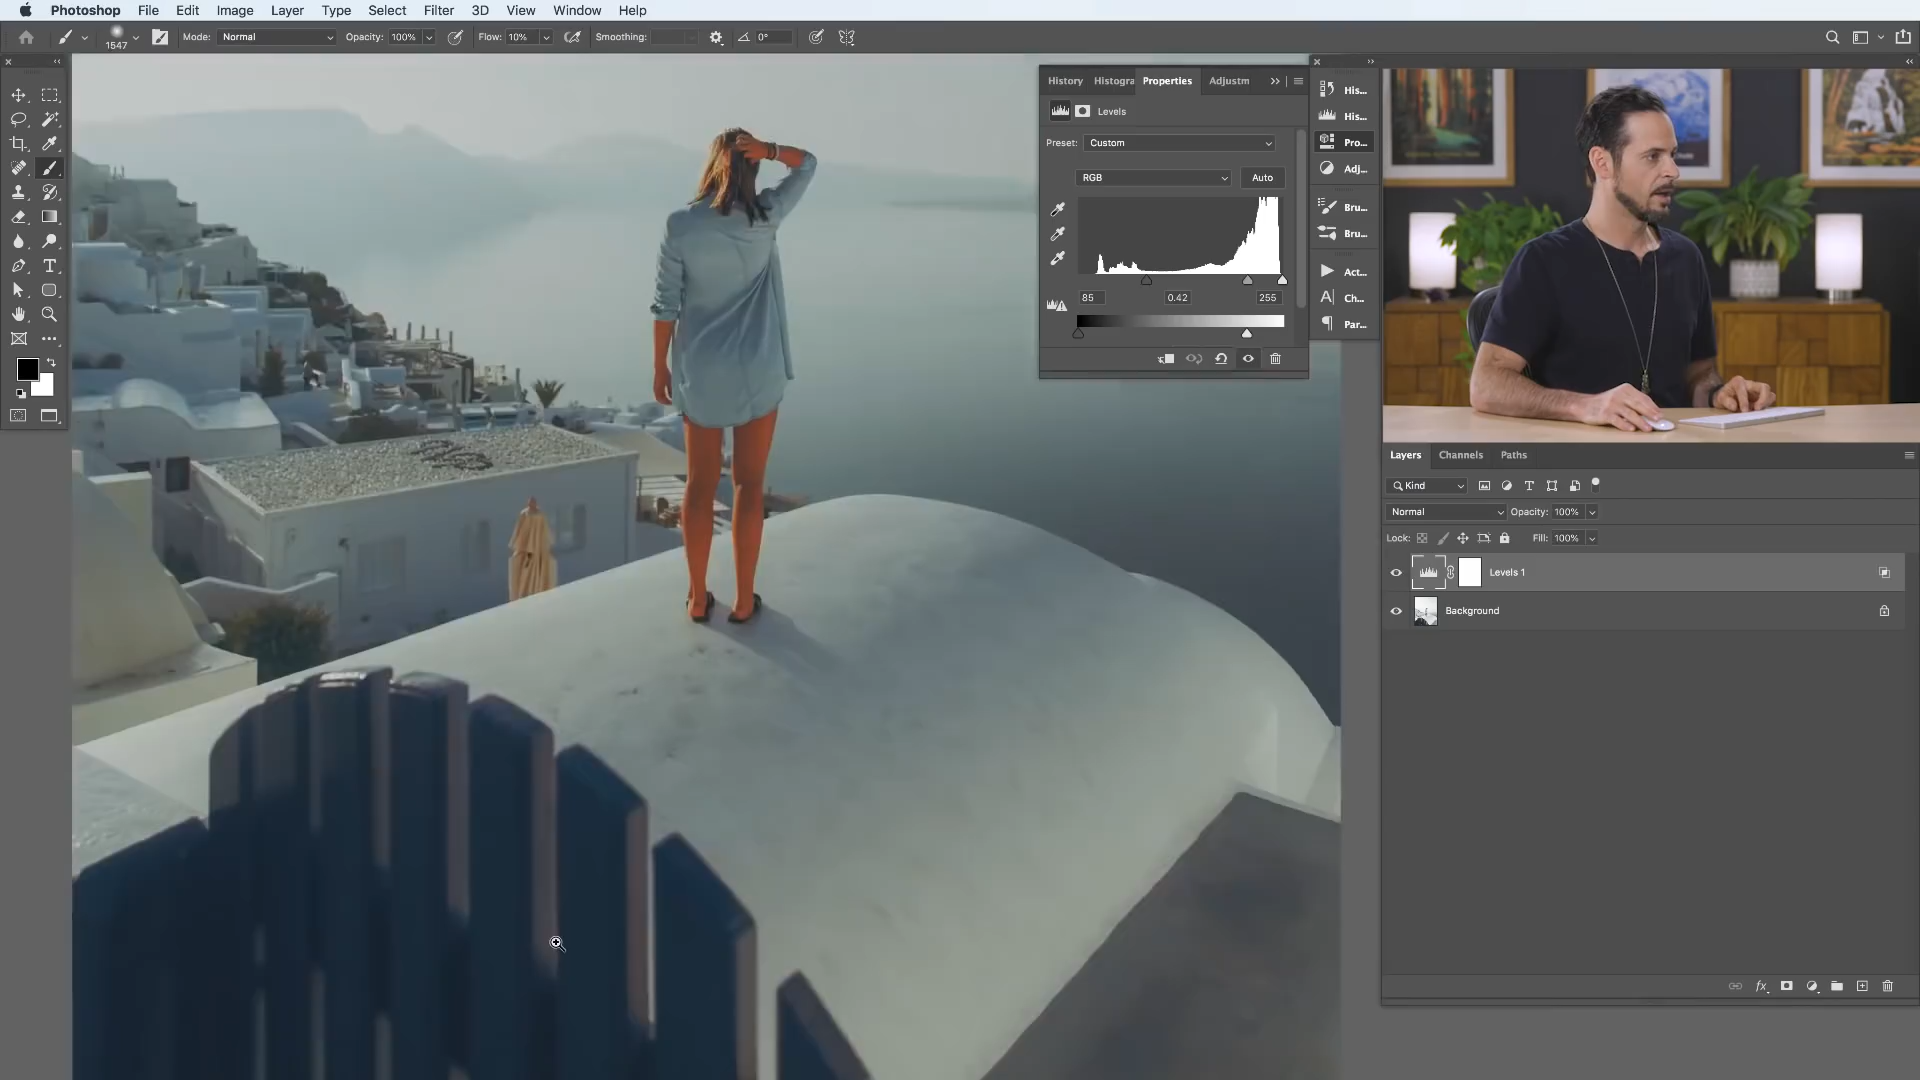 Photoshop File Edit Image Layer Type Select Filter 3D View Window Help
1547 Mode: Normal Opacity: 100% Flow: 10% Smoothing: 0°
History Histogra Properties Adjustm
Levels
Preset: Custom
RGB Auto
85 0.42 255
His...
His...
Pro...
Adj...
Bru...
Bru...
Act...
Ch...
Par...
Layers Channels Paths
Kind
Normal Opacity: 100%
Lock: Fill: 100%
Levels 1
Background